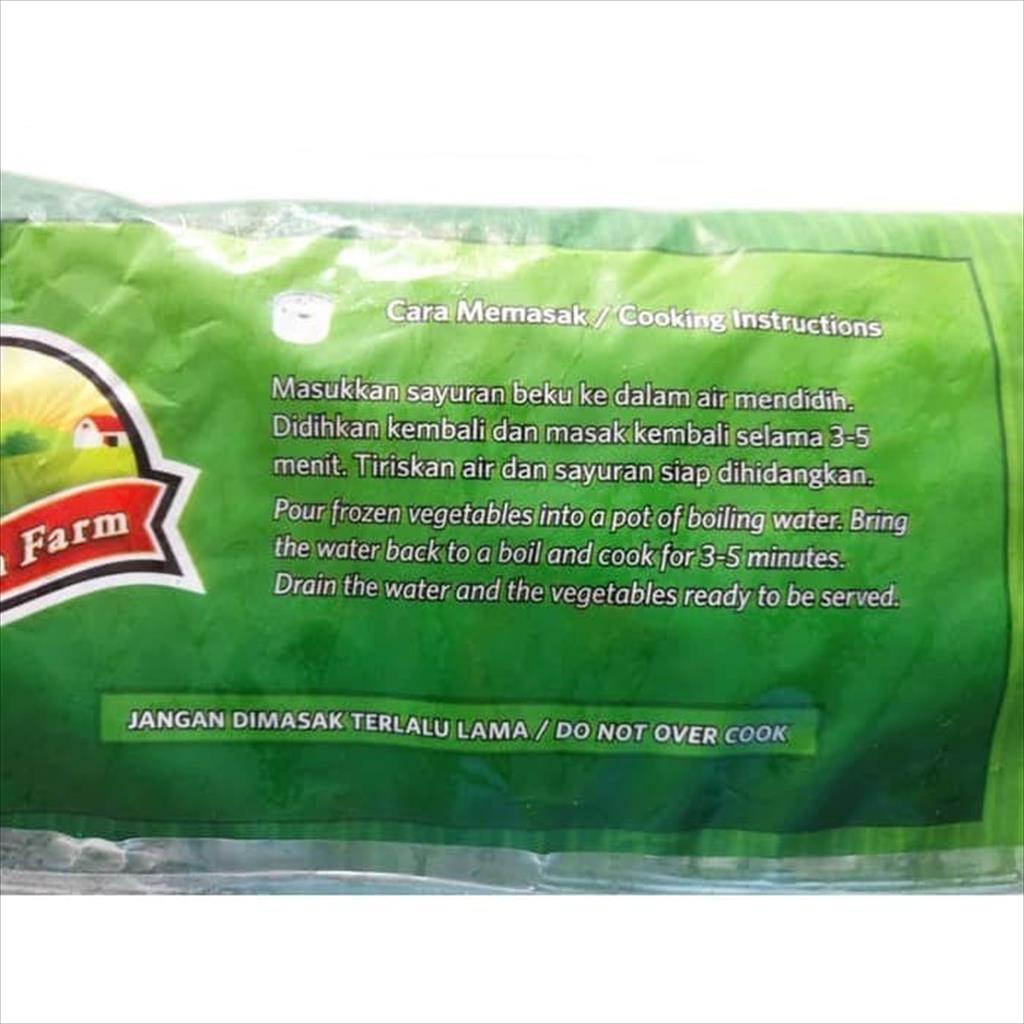 Cara Memasak / Cooking Instructions
Masukkan sayuran beku ke dalam air mendidih.
Didihkan kembali dan masak kembali selama 3-5
menit. Tiriskan air dan sayuran siap dihidangkan.
Pour frozen vegetables into a pot of boiling water. Bring
the water back to a boil and cook for 3-5 minutes.
Drain the water and the vegetables ready to be served.
Farm
JANGAN DIMASAK TERLALU LAMA / DO NOT OVER COOK